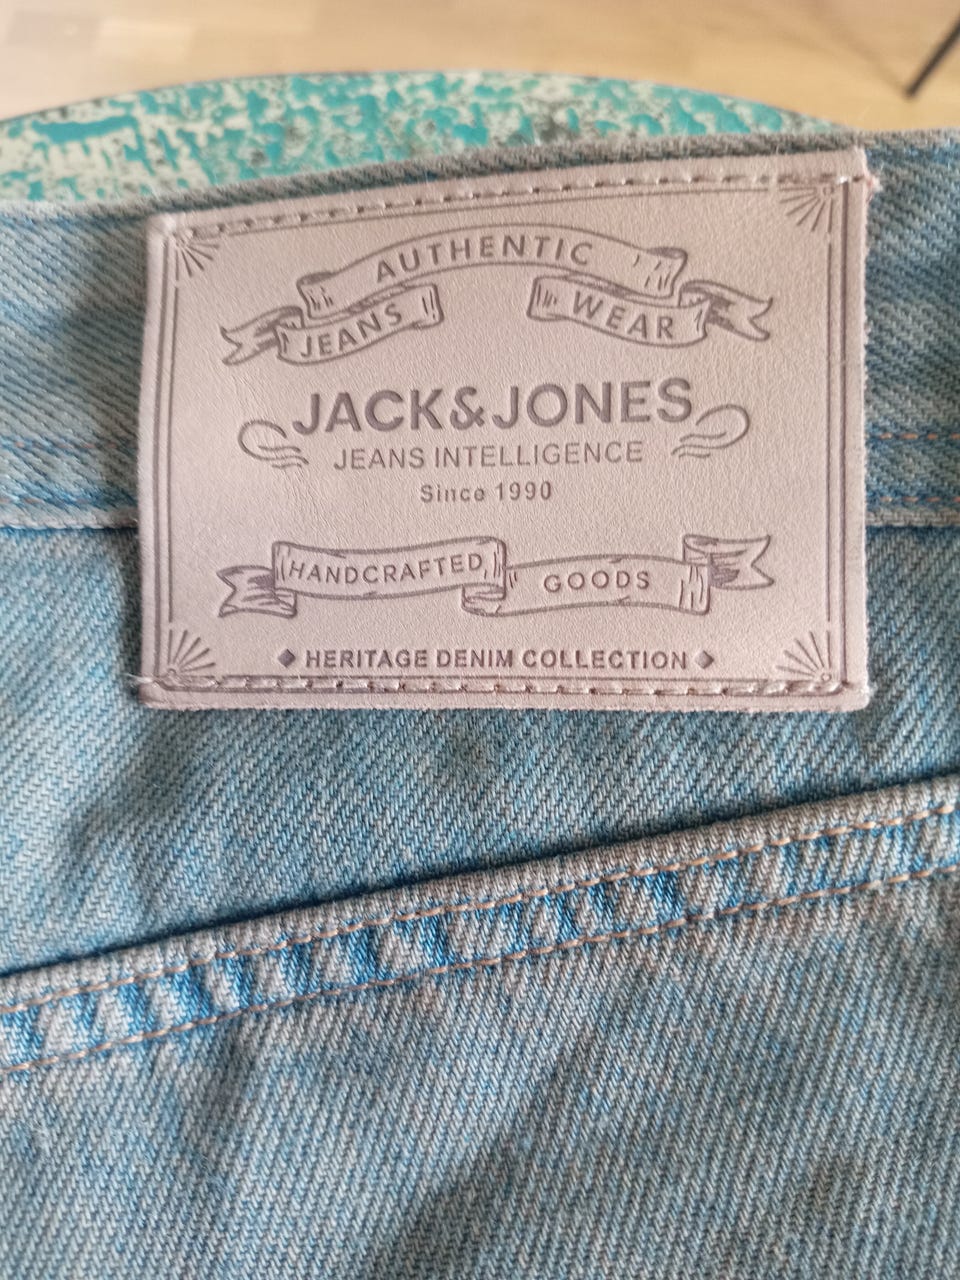 AUTHENTIC
JEANS WEAR
JACK&JONES
JEANS INTELLIGENCE
Since 1990
HANDCRAFTED GOODS
◆ HERITAGE DENIM COLLECTION ◆